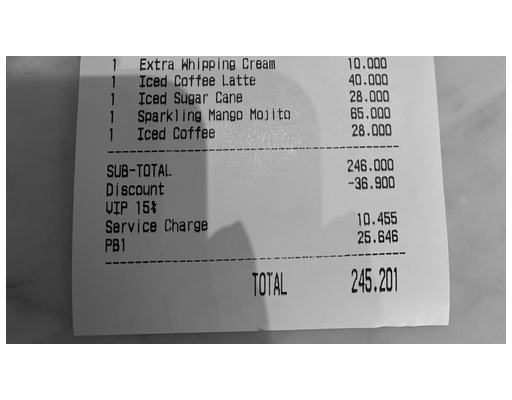 1 Extra Whipping Cream 10.000
1 Iced Coffee Latte 40.000
1 Iced Sugar Cane 28.000
1 Sparkling Mango Mojito 65.000
1 Iced Coffee 28.000
SUB-TOTAL 246.000
Discount -36.900
VIP 15%
Service Charge 10.455
PB1 25.646
TOTAL 245.201